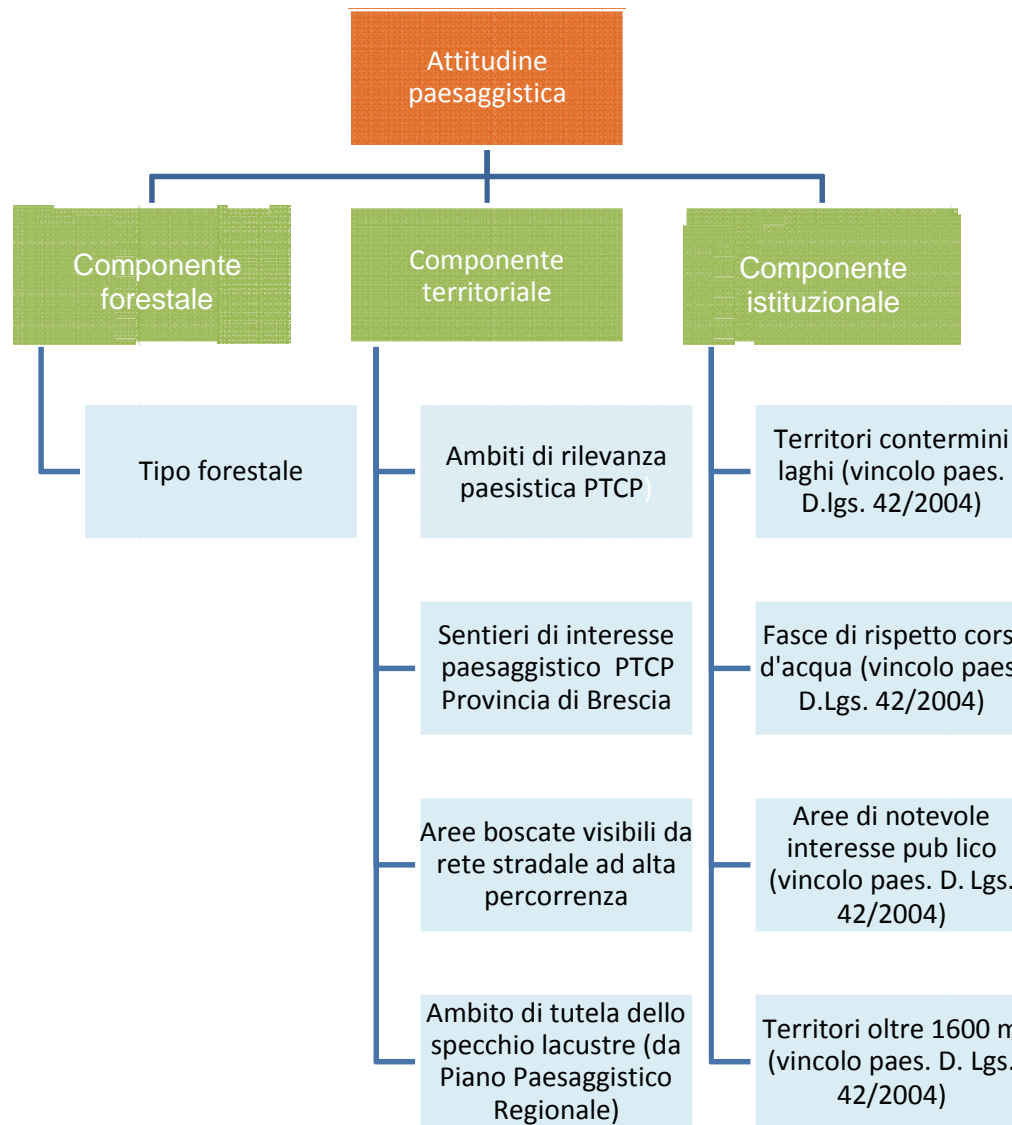 Attitudine
paesaggistica
Componente
forestale
Componente
territoriale
Componente
istituzionale
Tipo forestale
Ambiti di rilevanza
paesistica PTCP)
Sentieri di interesse
paesaggistico PTCP
Provincia di Brescia
Aree boscate visibili da
rete stradale ad alta
percorrenza
Ambito di tutela dello
specchio lacustre (da
Piano Paesaggistico
Regionale)
Territori contermini
laghi (vincolo paes.
D.lgs. 42/2004)
Fasce di rispetto cors
d'acqua (vincolo paes
D.Lgs. 42/2004)
Aree di notevole
interesse pub lico
(vincolo paes. D. Lgs.
42/2004)
Territori oltre 1600 m
(vincolo paes. D. Lgs.
42/2004)